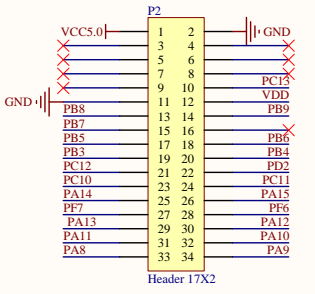 P2
VCC5.0 1 2 GND
3 4
5 6
7 8
9 10 PC13
GND 11 12 VDD
PB8 13 14 PB9
PB7 15 16
PB5 17 18 PB6
PB3 19 20 PB4
PC12 21 22 PD2
PC10 23 24 PC11
PA14 25 26 PA15
PF7 27 28 PF6
PA13 29 30 PA12
PA11 31 32 PA10
PA8 33 34 PA9
Header 17X2